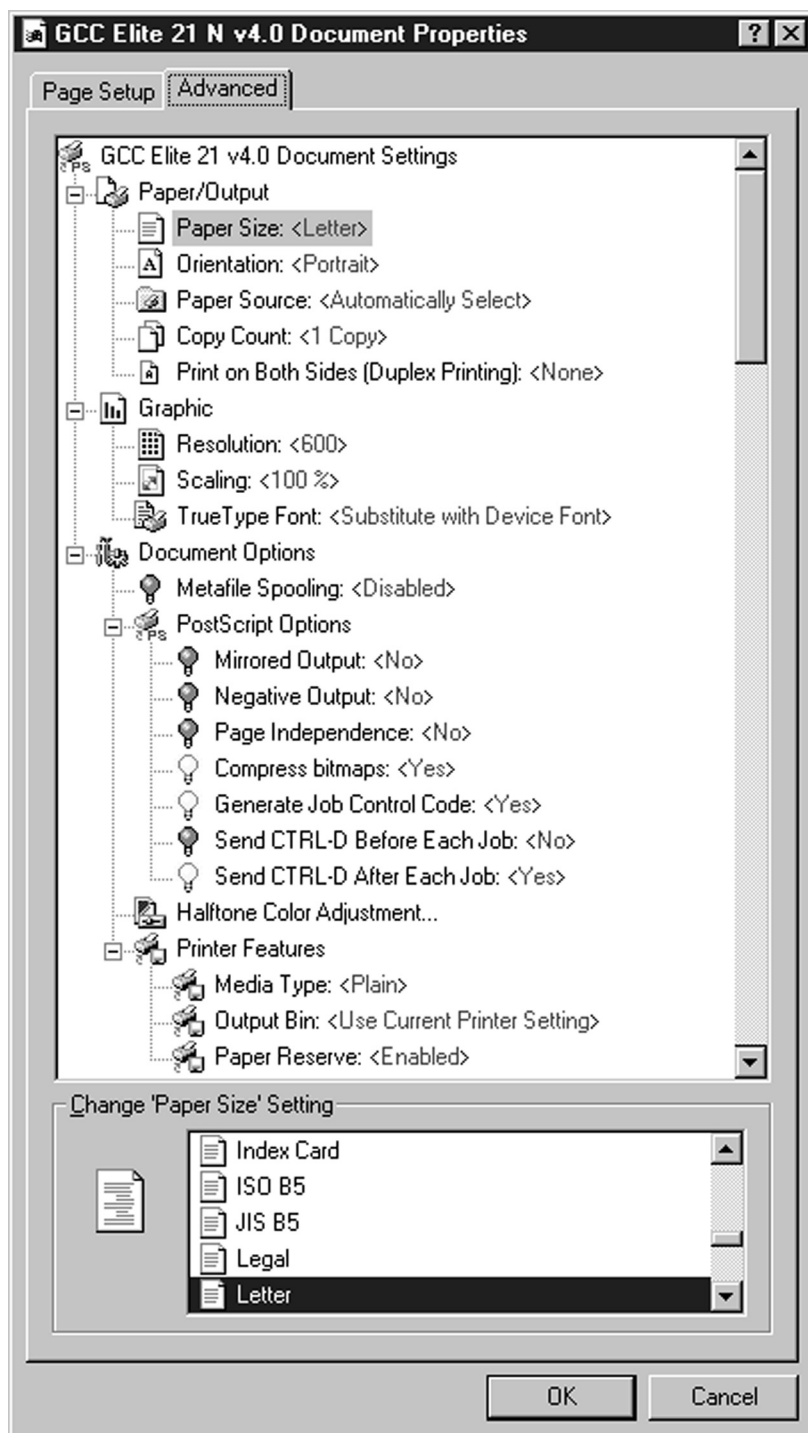 GCC Elite 21 N v4.0 Document Properties
Page Setup
Advanced
GCC Elite 21 v4.0 Document Settings
Paper/Output
Paper Size: <Letter>
Orientation: <Portrait>
Paper Source: <Automatically Select>
Copy Count: <1 Copy>
Print on Both Sides (Duplex Printing): <None>
Graphic
Resolution: <600>
Scaling: <100 %>
TrueType Font: <Substitute with Device Font>
Document Options
Metafile Spooling: <Disabled>
PostScript Options
Mirrored Output: <No>
Negative Output: <No>
Page Independence: <No>
Compress bitmaps: <Yes>
Generate Job Control Code: <Yes>
Send CTRL-D Before Each Job: <No>
Send CTRL-D After Each Job: <Yes>
Halftone Color Adjustment...
Printer Features
Media Type: <Plain>
Output Bin: <Use Current Printer Setting>
Paper Reserve: <Enabled>
Change 'Paper Size' Setting
Index Card
ISO B5
JIS B5
Legal
Letter
OK
Cancel